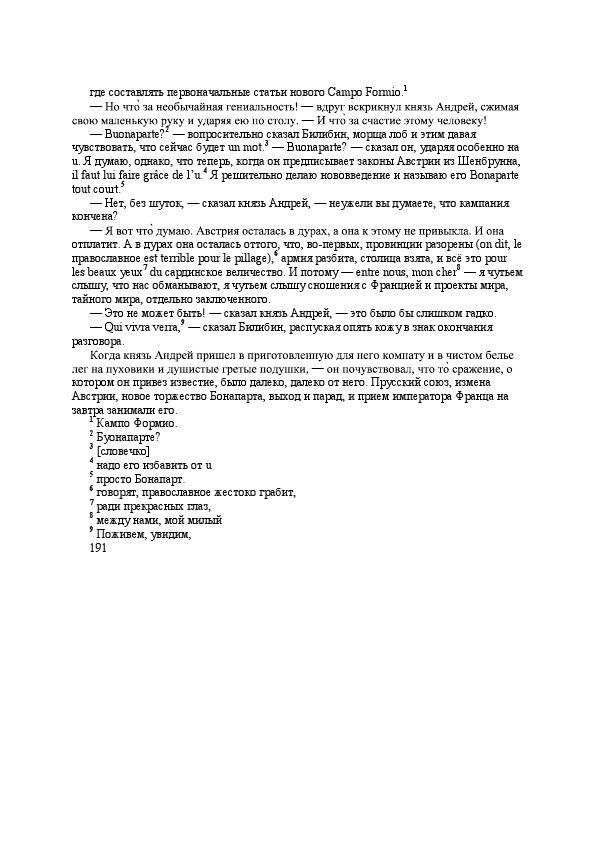 где составлять первоначальные статьи нового Campo Formio.¹
— Но что̀ за необычайная гениальность! — вдруг вскрикнул князь Андрей, сжимая
свою маленькую руку и ударяя ею по столу. — И что̀ за счастие этому человеку!
— Buonaparte?² — вопросительно сказал Билибин, морща лоб и этим давая
чувствовать, что сейчас будет un mot.³ — Buonaparte? — сказал он, ударяя особенно на
u. Я думаю, однако, что теперь, когда он предписывает законы Австрии из Шенбрунна,
il faut lui faire grâce de l’u.⁴ Я решительно делаю нововведение и называю его Bonaparte
tout court.⁵
— Нет, без шуток, — сказал князь Андрей, — неужели вы думаете, что кампания
кончена?
— Я вот что̀ думаю. Австрия осталась в дурах, а она к этому не привыкла. И она
отплатит. А в дурах она осталась оттого, что, во-первых, провинции разорены (on dit, le
православное est terrible pour le pillage),⁶ армия разбита, столица взята, и всё это pour
les beaux yeux⁷ du сардинское величество. И потому — entre nous, mon cher⁸ — я чутьем
слышу, что нас обманывают, я чутьем слышу сношения с Францией и проекты мира,
тайного мира, отдельно заключенного.
— Это не может быть! — сказал князь Андрей, — это было бы слишком гадко.
— Qui vivra verra,⁹ — сказал Билибин, распуская опять кожу в знак окончания
разговора.
Когда князь Андрей пришел в приготовленную для него комнату и в чистом белье
лег на пуховики и душистые гретые подушки, — он почувствовал, что то̀ сражение, о
котором он привез известие, было далеко, далеко от него. Прусский союз, измена
Австрии, новое торжество Бонапарта, выход и парад, и прием императора Франца на
завтра занимали его.
¹ Кампо Формио.
² Буонапарте?
³ [словечко]
⁴ надо его избавить от u
⁵ просто Бонапарт.
⁶ говорят, православное жестоко грабит,
⁷ ради прекрасных глаз,
⁸ между нами, мой милый
⁹ Поживем, увидим,
191